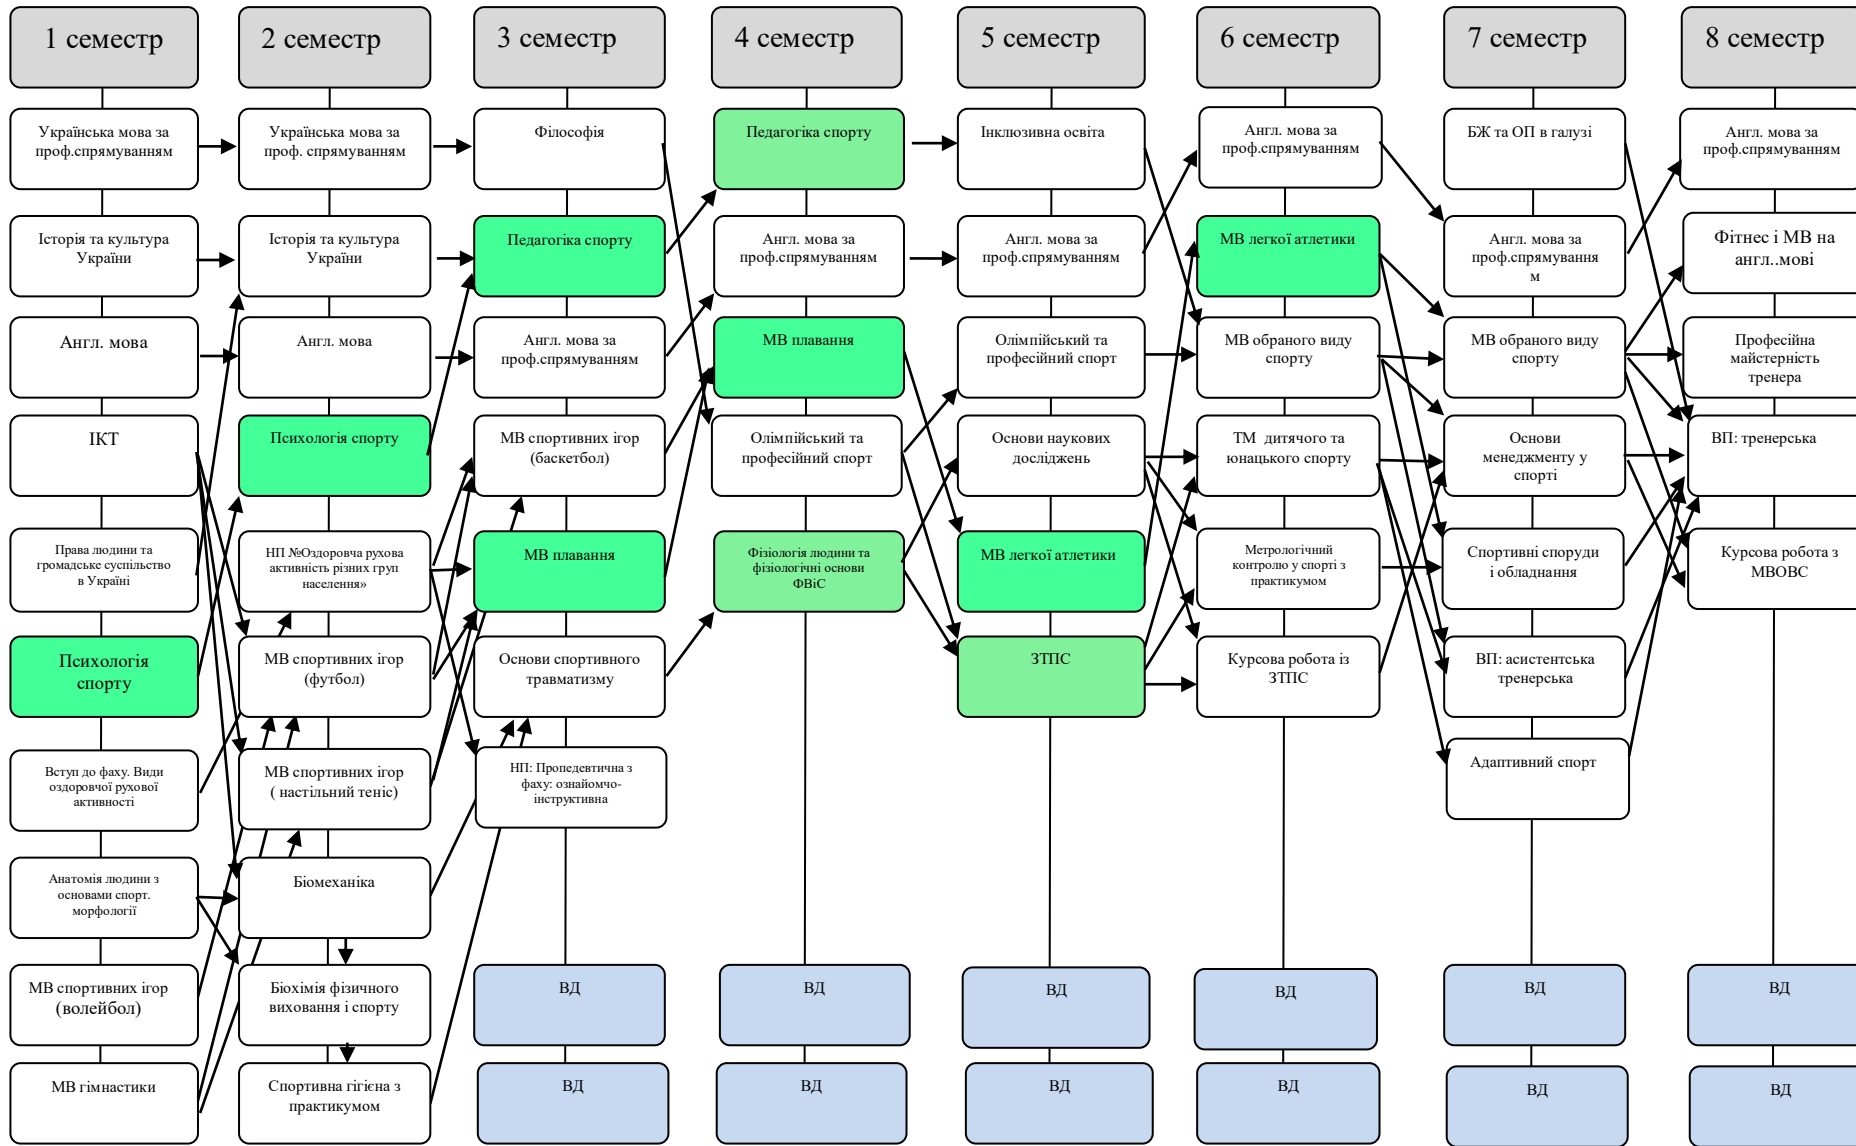 1 семестр
2 семестр
3 семестр
4 семестр
5 семестр
6 семестр
7 семестр
8 семестр
Українська мова за
проф.спрямуванням
Історія та культура
України
Англ. мова
ІКТ
Права людини та
громадське суспільство
в Україні
Психологія
спорту
Вступ до фаху. Види
оздоровчої рухової
активності
Анатомія людини з
основами спорт.
морфології
МВ спортивних ігор
(волейбол)
МВ гімнастики
Українська мова за
проф. спрямуванням
Історія та культура
України
Англ. мова
Психологія спорту
НП №Оздоровча рухова
активність різних груп
населення»
МВ спортивних ігор
(футбол)
МВ спортивних ігор
( настільний теніс)
Біомеханіка
Біохімія фізичного
виховання і спорту
Спортивна гігієна з
практикумом
Філософія
Педагогіка спорту
Англ. мова за
проф.спрямуванням
МВ спортивних ігор
(баскетбол)
МВ плавання
Основи спортивного
травматизму
НП: Пропедевтична з
фаху: ознайомчо-
інструктивна
ВД
ВД
Педагогіка спорту
Англ. мова за
проф.спрямуванням
МВ плавання
Олімпійський та
професійний спорт
Фізіологія людини та
фізіологічні основи
ФВіС
ВД
ВД
Інклюзивна освіта
Англ. мова за
проф.спрямуванням
Олімпійський та
професійний спорт
Основи наукових
досліджень
МВ легкої атлетики
ЗТПС
ВД
ВД
Англ. мова за
проф.спрямуванням
МВ легкої атлетики
МВ обраного виду
спорту
ТМ дитячого та
юнацького спорту
Метрологічний
контролю у спорті з
практикумом
Курсова робота із
ЗТПС
ВД
ВД
БЖ та ОП в галузі
Англ. мова за
проф.спрямування
м
МВ обраного виду
спорту
Основи
менеджменту у
спорті
Спортивні споруди
і обладнання
ВП: асистентська
тренерська
Адаптивний спорт
ВД
ВД
Англ. мова за
проф.спрямуванням
Фітнес і МВ на
англ..мові
Професійна
майстерність
тренера
ВП: тренерська
Курсова робота з
МВОВС
ВД
ВД